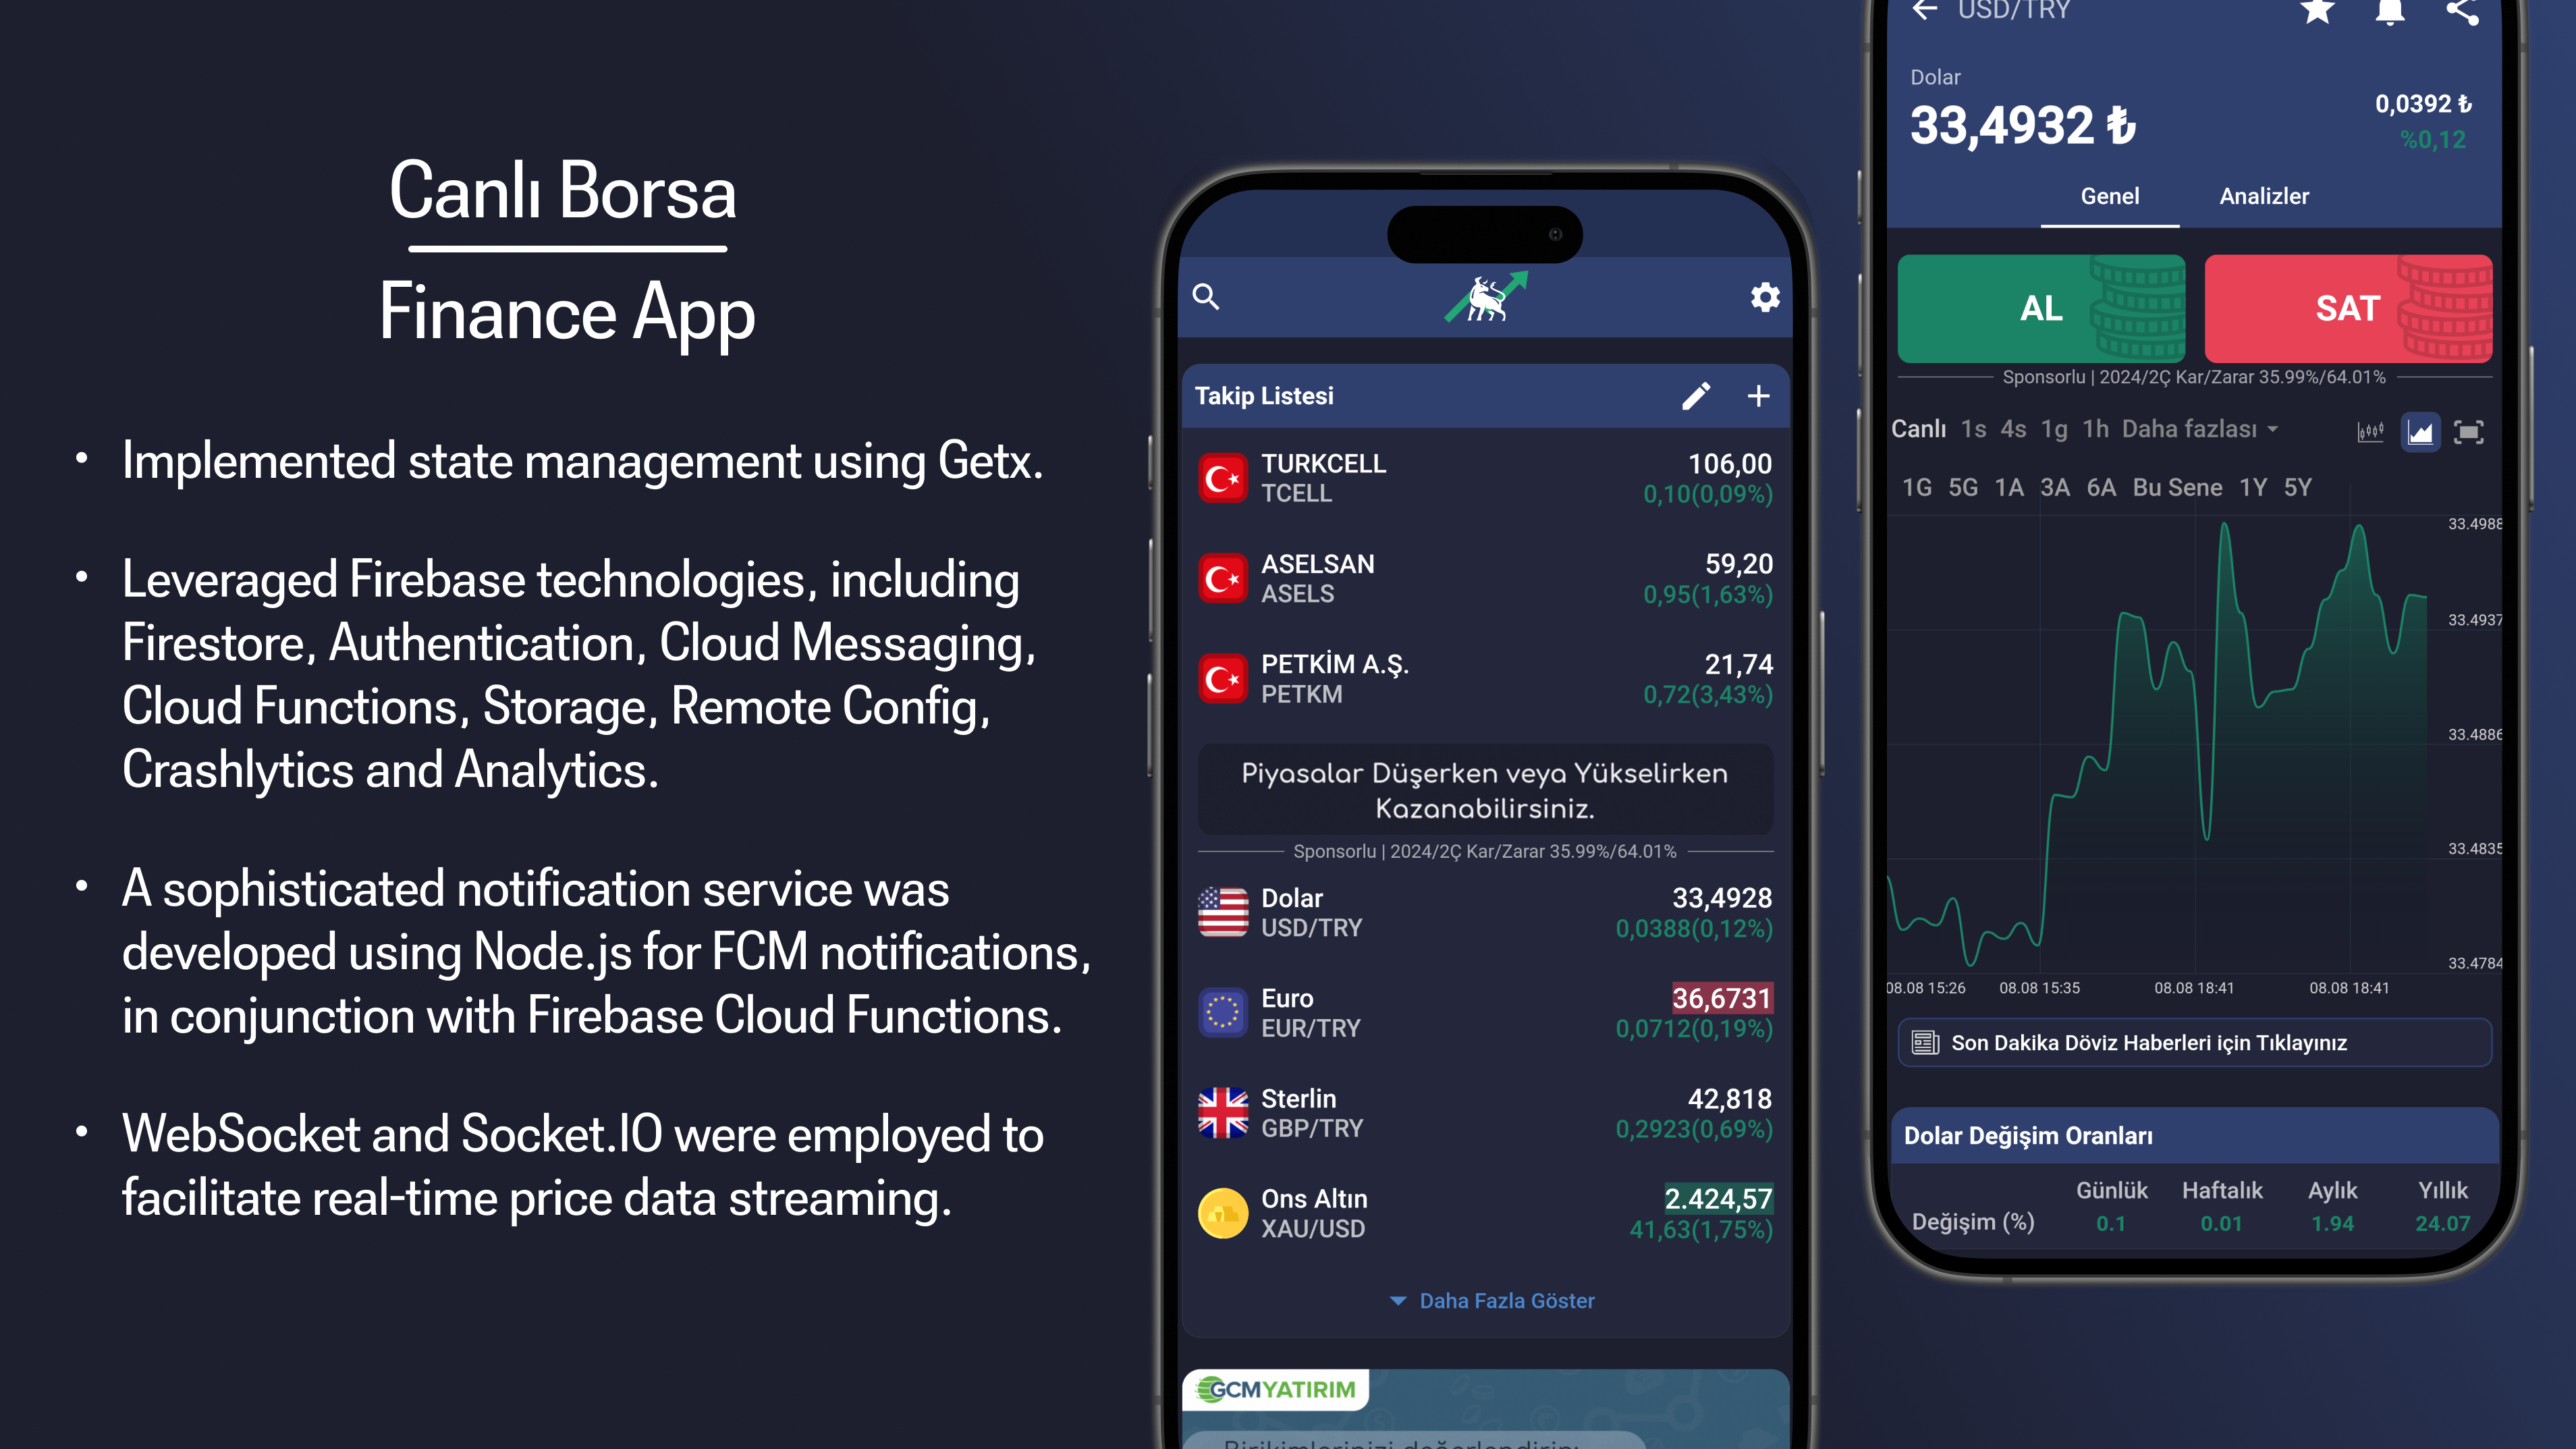 Canlı Borsa
Finance App
• Implemented state management using Getx.
• Leveraged Firebase technologies, including
Firestore, Authentication, Cloud Messaging,
Cloud Functions, Storage, Remote Config,
Crashlytics and Analytics.
• A sophisticated notification service was
developed using Node.js for FCM notifications,
in conjunction with Firebase Cloud Functions.
• WebSocket and Socket.IO were employed to
facilitate real-time price data streaming.
Takip Listesi
TURKCELL 106,00
TCELL 0,10(0,09%)
ASELSAN 59,20
ASELS 0,95(1,63%)
PETKİM A.Ş. 21,74
PETKM 0,72(3,43%)
Piyasalar Düşerken veya Yükselirken
Kazanabilirsiniz.
Sponsorlu | 2024/2Ç Kar/Zarar 35.99%/64.01%
Dolar 33,4928
USD/TRY 0,0388(0,12%)
Euro 36,6731
EUR/TRY 0,0712(0,19%)
Sterlin 42,818
GBP/TRY 0,2923(0,69%)
Ons Altın 2.424,57
XAU/USD 41,63(1,75%)
Daha Fazla Göster
GCMYATIRIM
Birikimlerinizi değerlendirin;
USD/TRY
Dolar
33,4932 ₺ 0,0392 ₺
%0,12
Genel Analizler
AL SAT
Sponsorlu | 2024/2Ç Kar/Zarar 35.99%/64.01%
Canlı 1s 4s 1g 1h Daha fazlası
1G 5G 1A 3A 6A Bu Sene 1Y 5Y
33.4988
33.4937
33.4886
33.4835
33.4784
08.08 15:26 08.08 15:35 08.08 18:41 08.08 18:41
Son Dakika Döviz Haberleri için Tıklayınız
Dolar Değişim Oranları
Günlük Haftalık Aylık Yıllık
Değişim (%) 0.1 0.01 1.94 24.07